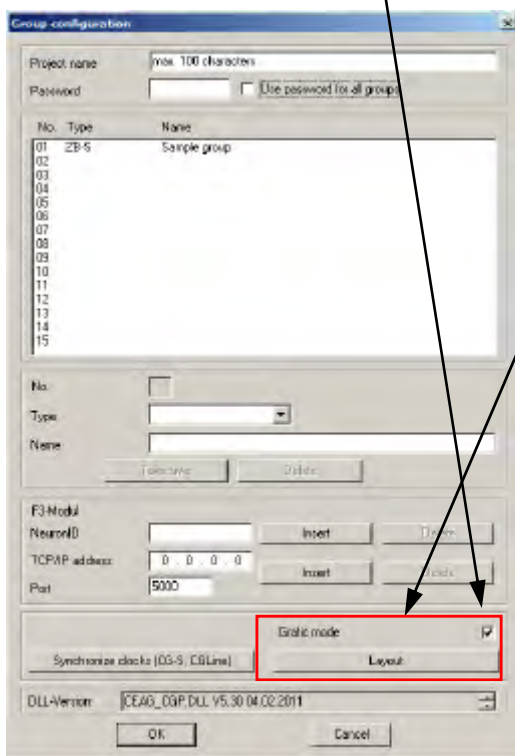 Group configuration
Project name max. 100 characters
Password Use password for all groups
No. Type Name
01 ZB-S Sample group
02
03
04
05
06
07
08
09
10
11
12
13
14
15
No.
Type
Name
Delete
F3-Modul
NeuronID Insert Delete
TCP/IP address 0 . 0 . 0 . 0 Insert Delete
Port 5000
Grafic mode
Synchronize clocks (CG-S, CGLine) Layout
DLL-Version CEAG_CGP.DLL V5.30 04.02.2011
OK Cancel